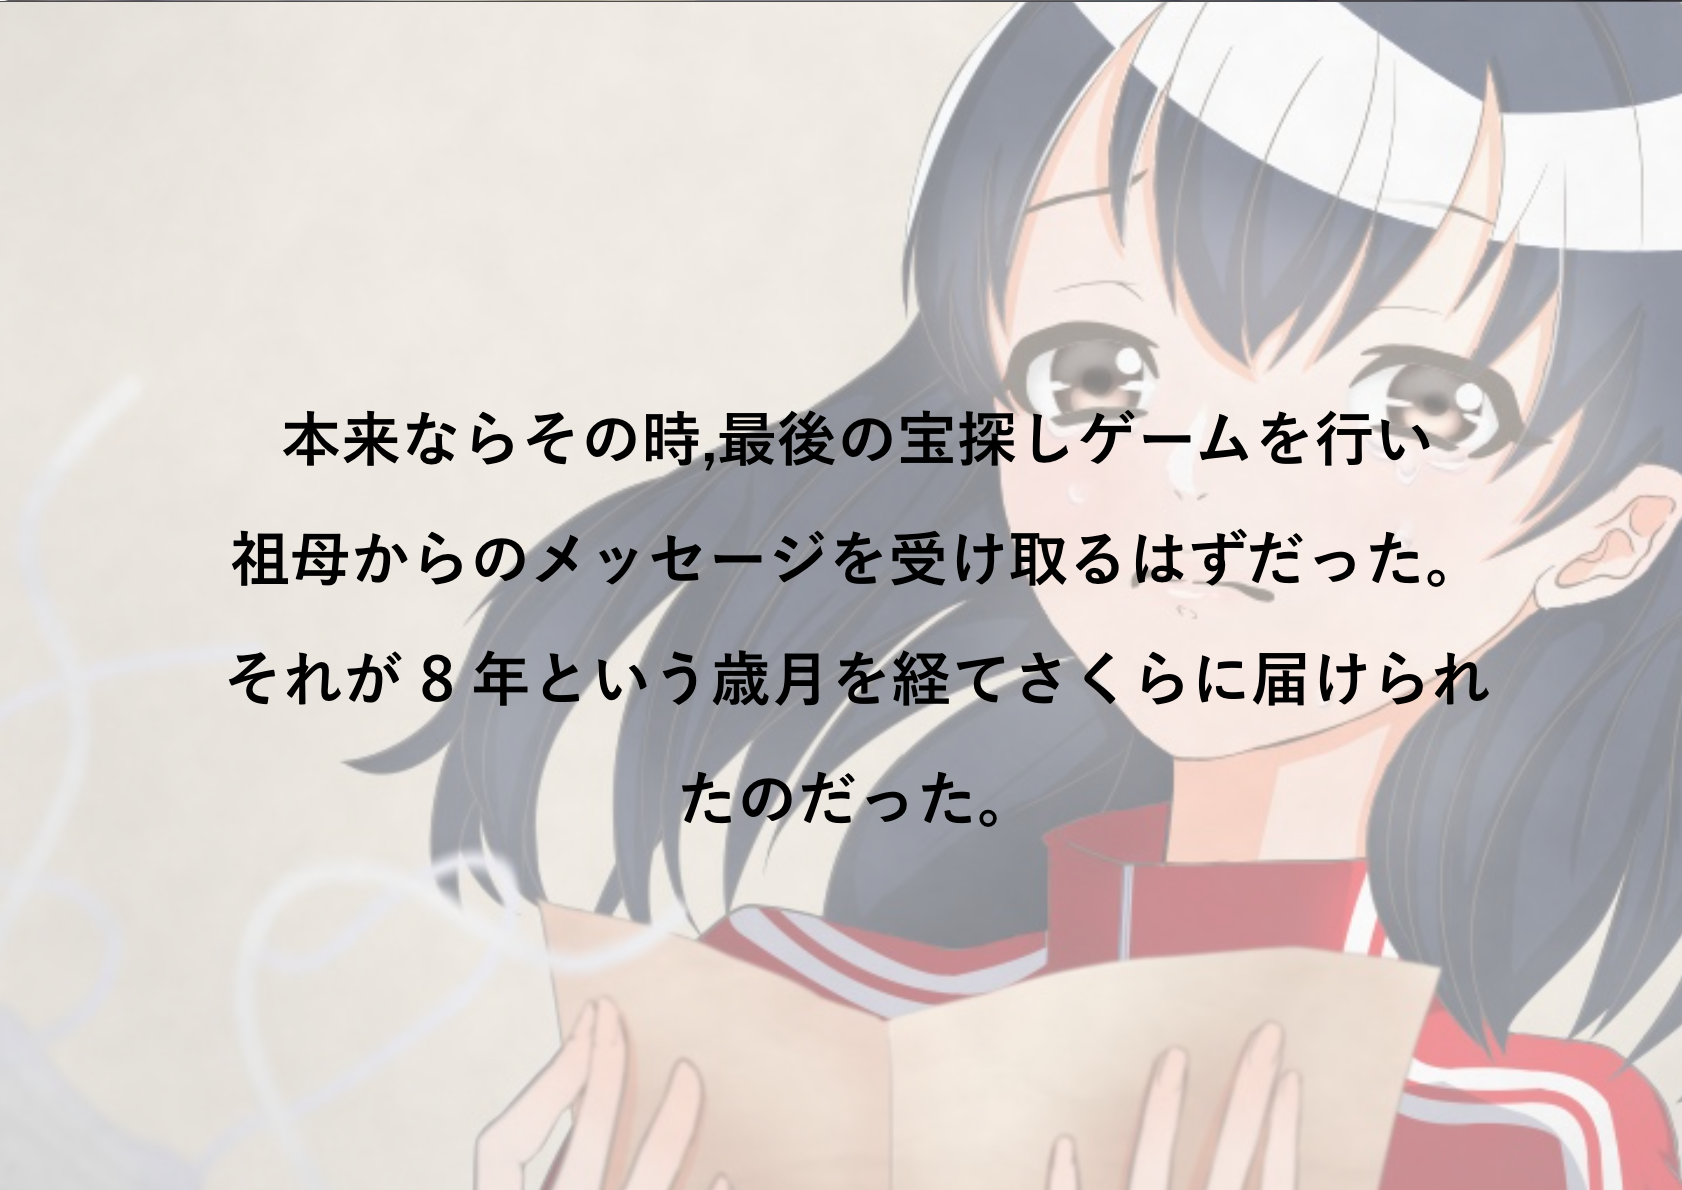 本来ならその時,最後の宝探しゲームを行い
祖母からのメッセージを受け取るはずだった。
それが 8 年という歳月を経てさくらに届けられ
たのだった。